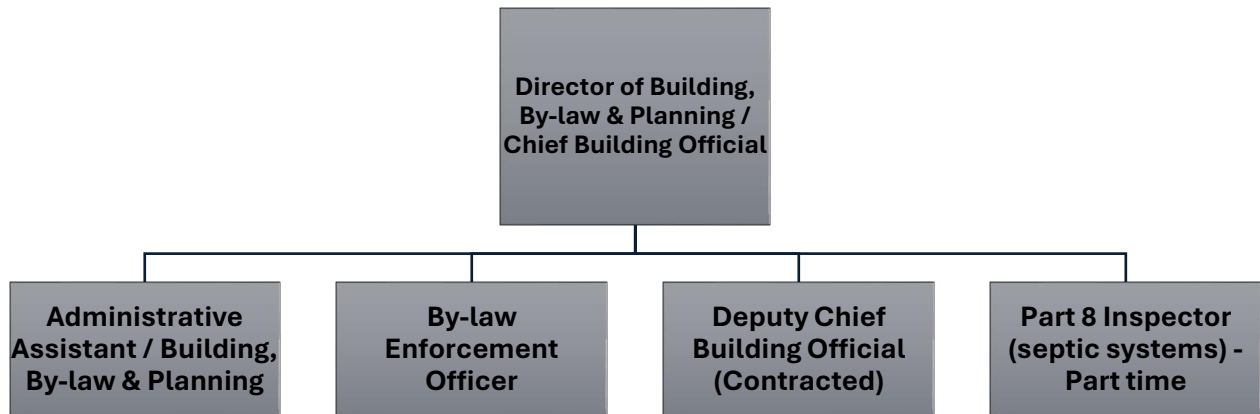 Director of Building,
By-law & Planning /
Chief Building Official
Administrative
Assistant / Building,
By-law & Planning
By-law
Enforcement
Officer
Deputy Chief
Building Official
(Contracted)
Part 8 Inspector
(septic systems) -
Part time